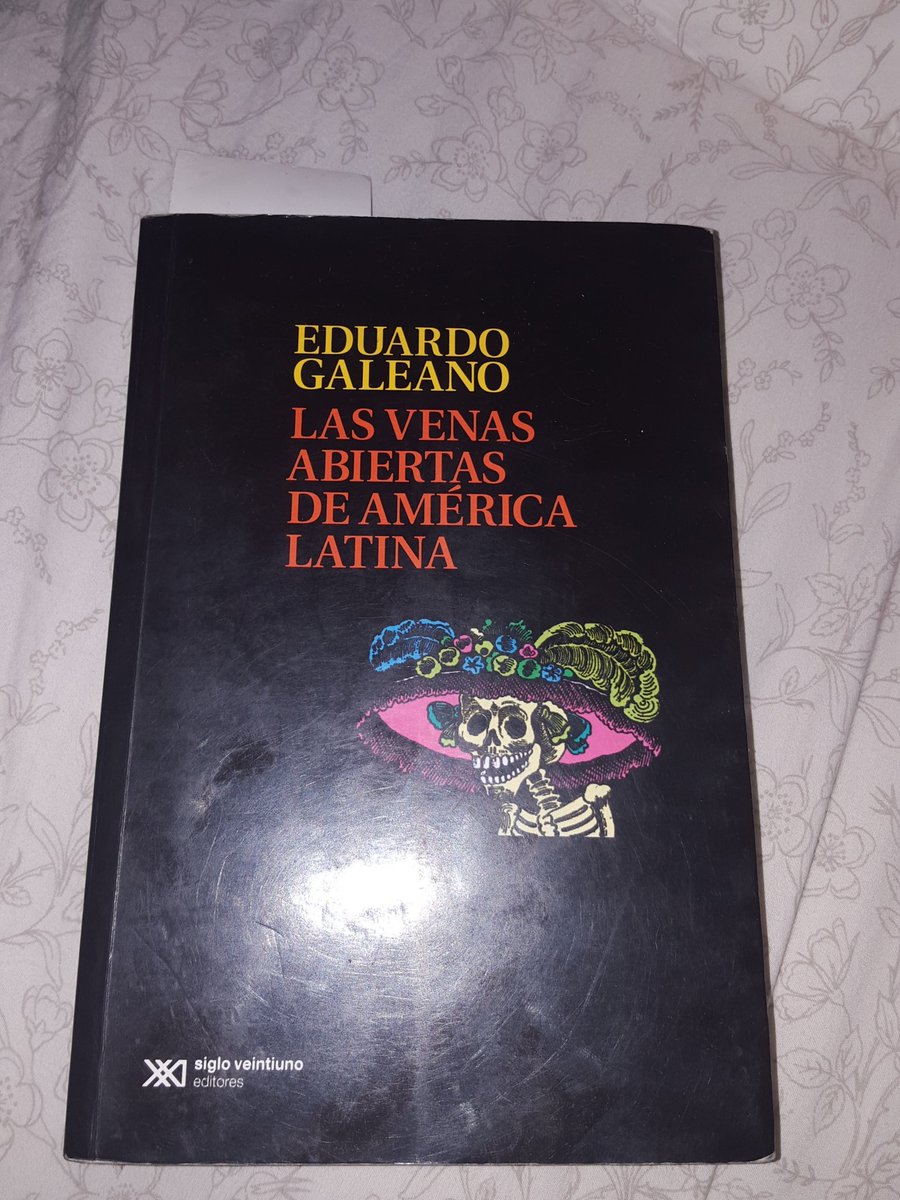 EDUARDO
GALEANO
LAS VENAS
ABIERTAS
DE AMÉRICA
LATINA
siglo veintiuno
editores